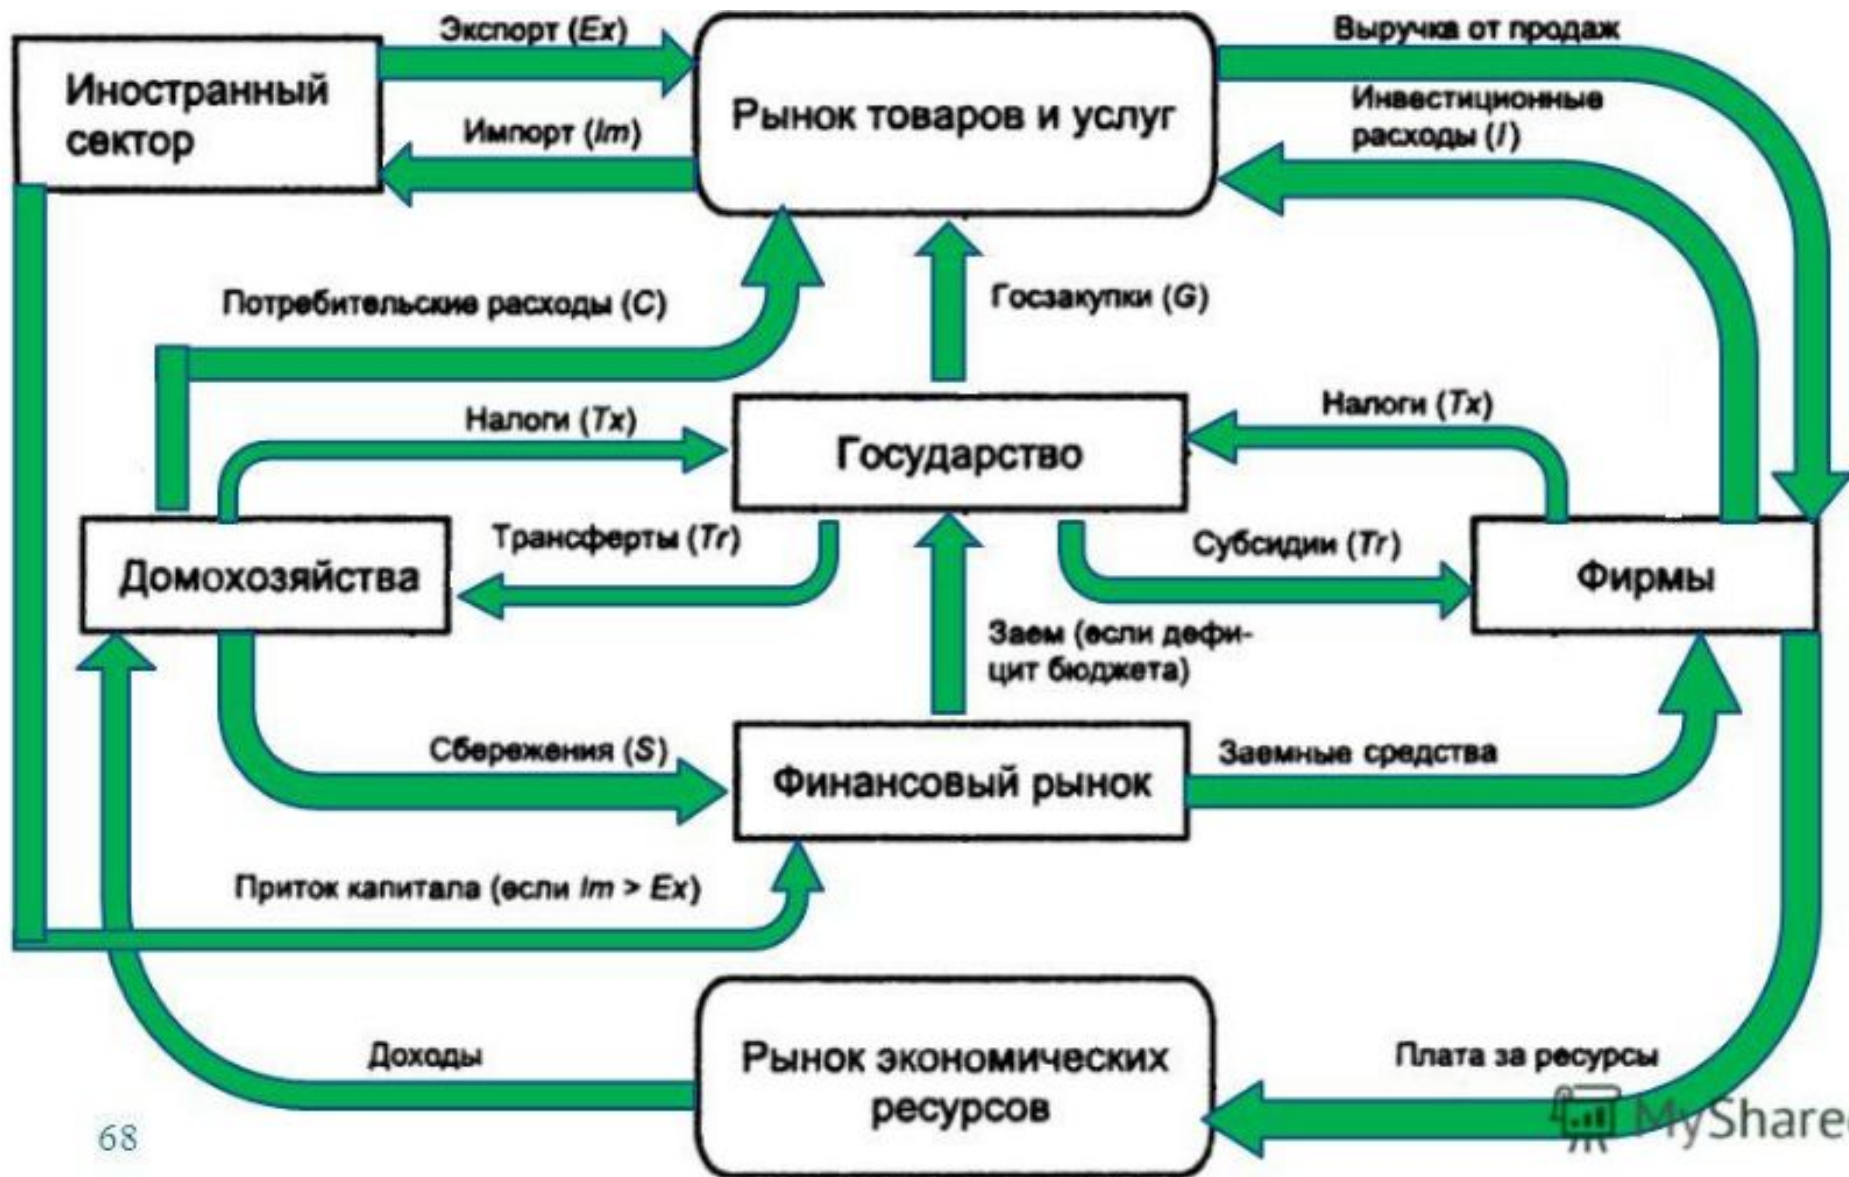 Экспорт (Ex)
Выручка от продаж
Иностранный
сектор
Рынок товаров и услуг
Инвестиционные
расходы (I)
Импорт (Im)
Потребительские расходы (C)
Госзакупки (G)
Налоги (Tx)
Государство
Налоги (Tx)
Трансферты (Tr)
Субсидии (Tr)
Домохозяйства
Фирмы
Заем (если дефи-
цит бюджета)
Сбережения (S)
Финансовый рынок
Заемные средства
Приток капитала (если Im > Ex)
Доходы
Рынок экономических
ресурсов
Плата за ресурсы
68